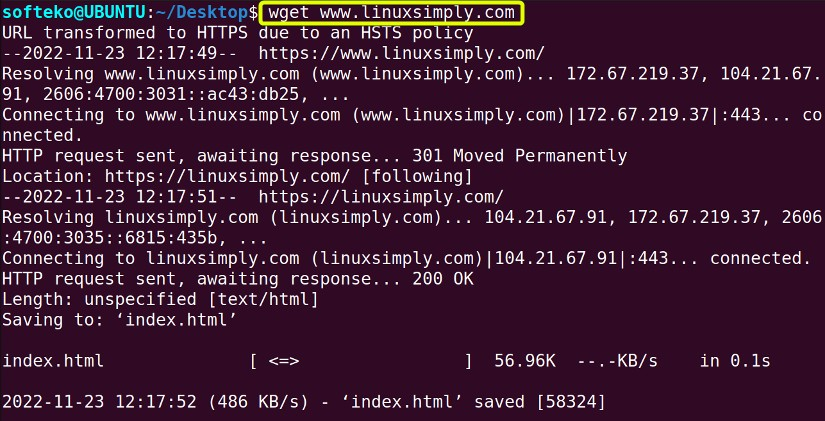 softeko@UBUNTU:~/Desktop$ wget www.linuxsimply.com
URL transformed to HTTPS due to an HSTS policy
--2022-11-23 12:17:49--  https://www.linuxsimply.com/
Resolving www.linuxsimply.com (www.linuxsimply.com)... 172.67.219.37, 104.21.67.
91, 2606:4700:3031::ac43:db25, ...
Connecting to www.linuxsimply.com (www.linuxsimply.com)|172.67.219.37|:443... co
nnected.
HTTP request sent, awaiting response... 301 Moved Permanently
Location: https://linuxsimply.com/ [following]
--2022-11-23 12:17:51--  https://linuxsimply.com/
Resolving linuxsimply.com (linuxsimply.com)... 104.21.67.91, 172.67.219.37, 2606
:4700:3035::6815:435b, ...
Connecting to linuxsimply.com (linuxsimply.com)|104.21.67.91|:443... connected.
HTTP request sent, awaiting response... 200 OK
Length: unspecified [text/html]
Saving to: ‘index.html’
index.html              [ <=>                ]  56.96K  --.-KB/s    in 0.1s
2022-11-23 12:17:52 (486 KB/s) - ‘index.html’ saved [58324]